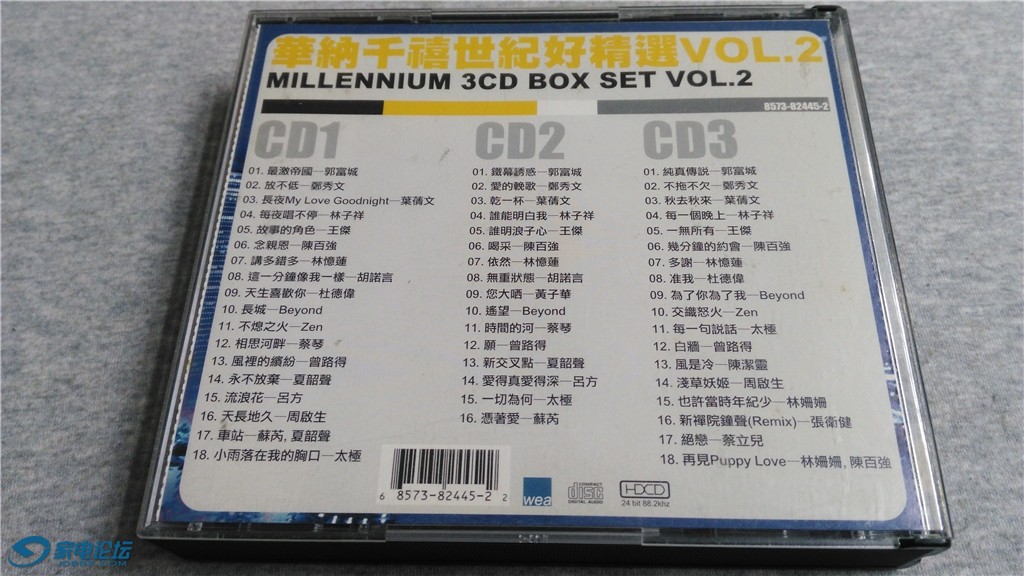 華納千禧世紀好精選VOL.2
MILLENNIUM 3CD BOX SET VOL.2
8573-82445-2
CD1
01. 最激帝國—郭富城
02. 放不低—鄭秀文
03. 長夜My Love Goodnight—葉蒨文
04. 每夜唱不停—林子祥
05. 故事的角色—王傑
06. 念親恩—陳百強
07. 講多錯多—林憶蓮
08. 這一分鐘像我一樣—胡諾言
09. 天生喜歡你—杜德偉
10. 長城—Beyond
11. 不熄之火—Zen
12. 相思河畔—蔡琴
13. 風裡的繽紛—曾路得
14. 永不放棄—夏韶聲
15. 流浪花—呂方
16. 天長地久—周啟生
17. 車站—蘇芮, 夏韶聲
18. 小雨落在我的胸口—太極
CD2
01. 鐵幕誘惑—郭富城
02. 愛的輓歌—鄭秀文
03. 乾一杯—葉蒨文
04. 誰能明白我—林子祥
05. 誰明浪子心—王傑
06. 喝采—陳百強
07. 依然—林憶蓮
08. 無重狀態—胡諾言
09. 您大晒—黃子華
10. 遙望—Beyond
11. 時間的河—蔡琴
12. 願—曾路得
13. 新交叉點—夏韶聲
14. 愛得真愛得深—呂方
15. 一切為何—太極
16. 憑著愛—蘇芮
CD3
01. 純真傳説—郭富城
02. 不拖不欠—鄭秀文
03. 秋去秋來—葉蒨文
04. 每一個晚上—林子祥
05. 一無所有—王傑
06. 幾分鐘的約會—陳百強
07. 多謝—林憶蓮
08. 准我—杜德偉
09. 為了你為了我—Beyond
10. 交識怒火—Zen
11. 每一句説話—太極
12. 白牆—曾路得
13. 風是冷—陳潔靈
14. 淺草妖姬—周啟生
15. 也許當時年紀少—林姍姍
16. 新禪院鐘聲(Remix)—張衛健
17. 絕戀—蔡立兒
18. 再見Puppy Love—林姍姍, 陳百強
6 8573-82445-2 2
wea
COMPACT
disc
DIGITAL AUDIO
HDCD
24 bit 88.2khz
家电论坛